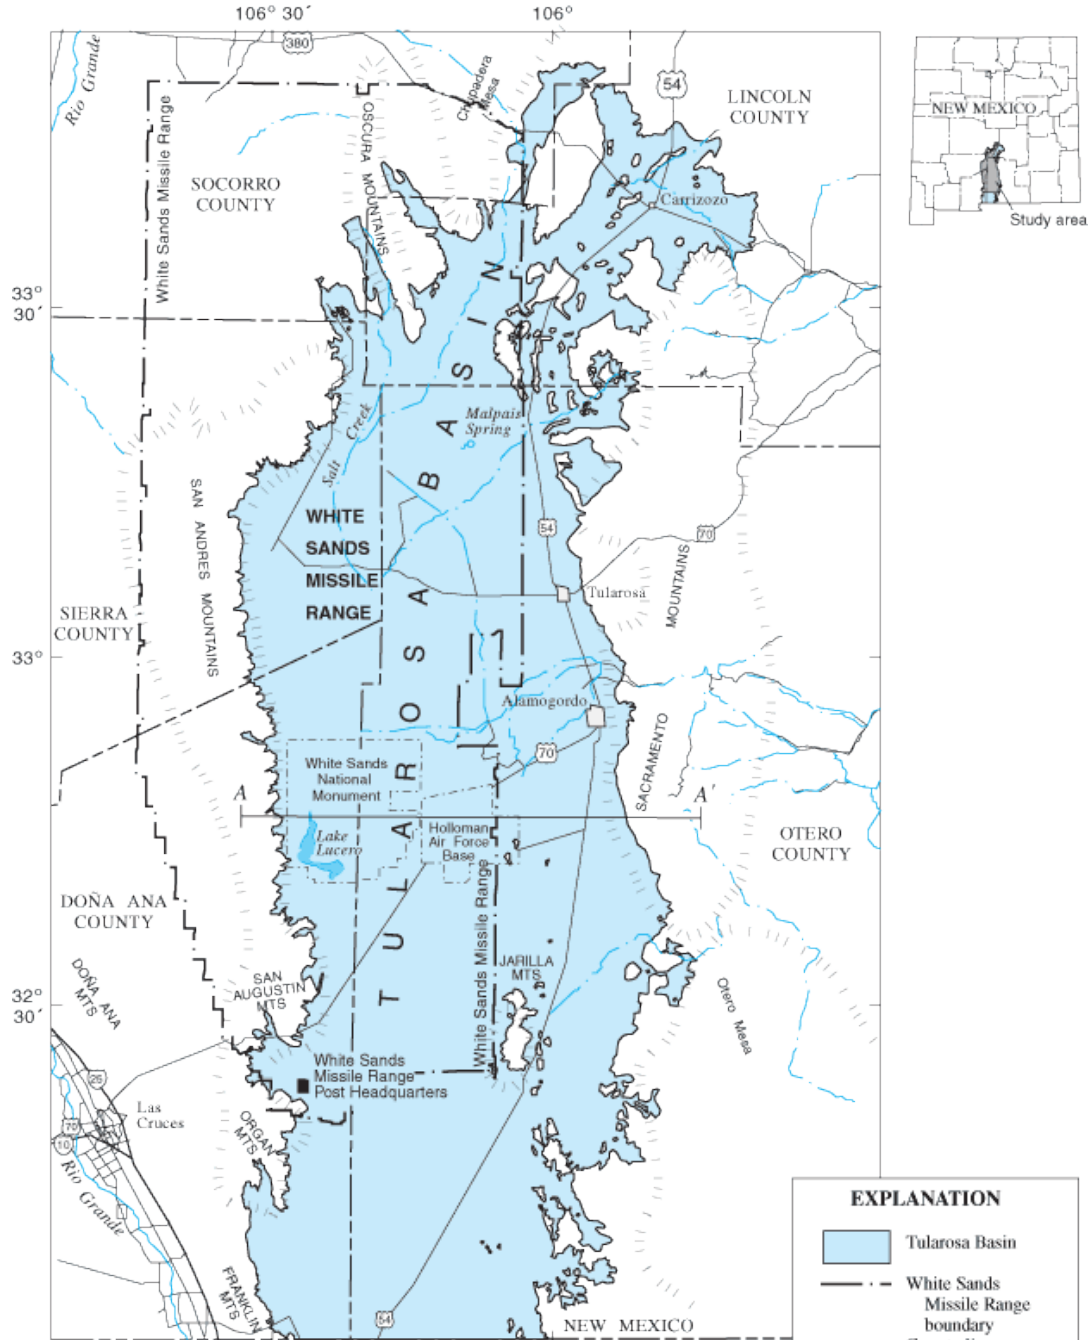 106° 30´
106°
Rio Grande
380
Chupadera
Mesa
54
LINCOLN
COUNTY
NEW MEXICO
Study area
White Sands Missile Range
OSCURA MOUNTAINS
SOCORRO
COUNTY
Carrizozo
33°
30´
Malpais
Spring
Salt Creek
TULAROSA BASIN
WHITE
SANDS
MISSILE
RANGE
54
70
SAN ANDRES MOUNTAINS
Tularosa
MOUNTAINS
SIERRA
COUNTY
33°
Alamogordo
70
SACRAMENTO
White Sands
National
Monument
A
A´
Lake
Lucero
Holloman
Air Force
Base
OTERO
COUNTY
White Sands Missile Range
DOÑA ANA
COUNTY
DOÑA ANA
MTS
SAN
AUGUSTIN
MTS
JARILLA
MTS
Otero Mesa
32°
30´
White Sands
Missile Range
Post Headquarters
25
Las
Cruces
70
10
ORGAN
MTS
Rio Grande
FRANKLIN
MTS
54
NEW MEXICO
EXPLANATION
Tularosa Basin
White Sands
Missile Range
boundary